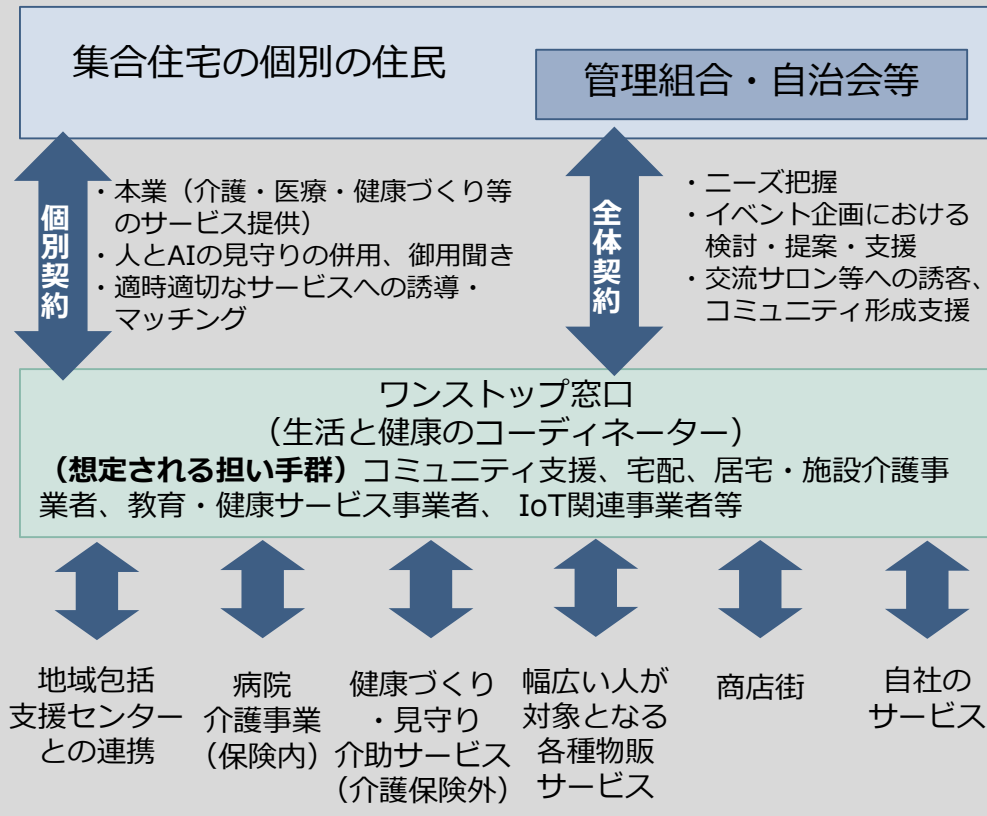 集合住宅の個別の住民
管理組合・自治会等
個別契約
・本業（介護・医療・健康づくり等
のサービス提供）
・人とAIの見守りの併用、御用聞き
・適時適切なサービスへの誘導・
マッチング
全体契約
・ニーズ把握
・イベント企画における
検討・提案・支援
・交流サロン等への誘客、
コミュニティ形成支援
ワンストップ窓口
（生活と健康のコーディネーター）
（想定される担い手群）コミュニティ支援、宅配、居宅・施設介護事
業者、教育・健康サービス事業者、 IoT関連事業者等
地域包括
支援センター
との連携
病院
介護事業
（保険内）
健康づくり
・見守り
介助サービス
（介護保険外）
幅広い人が
対象となる
各種物販
サービス
商店街
自社の
サービス